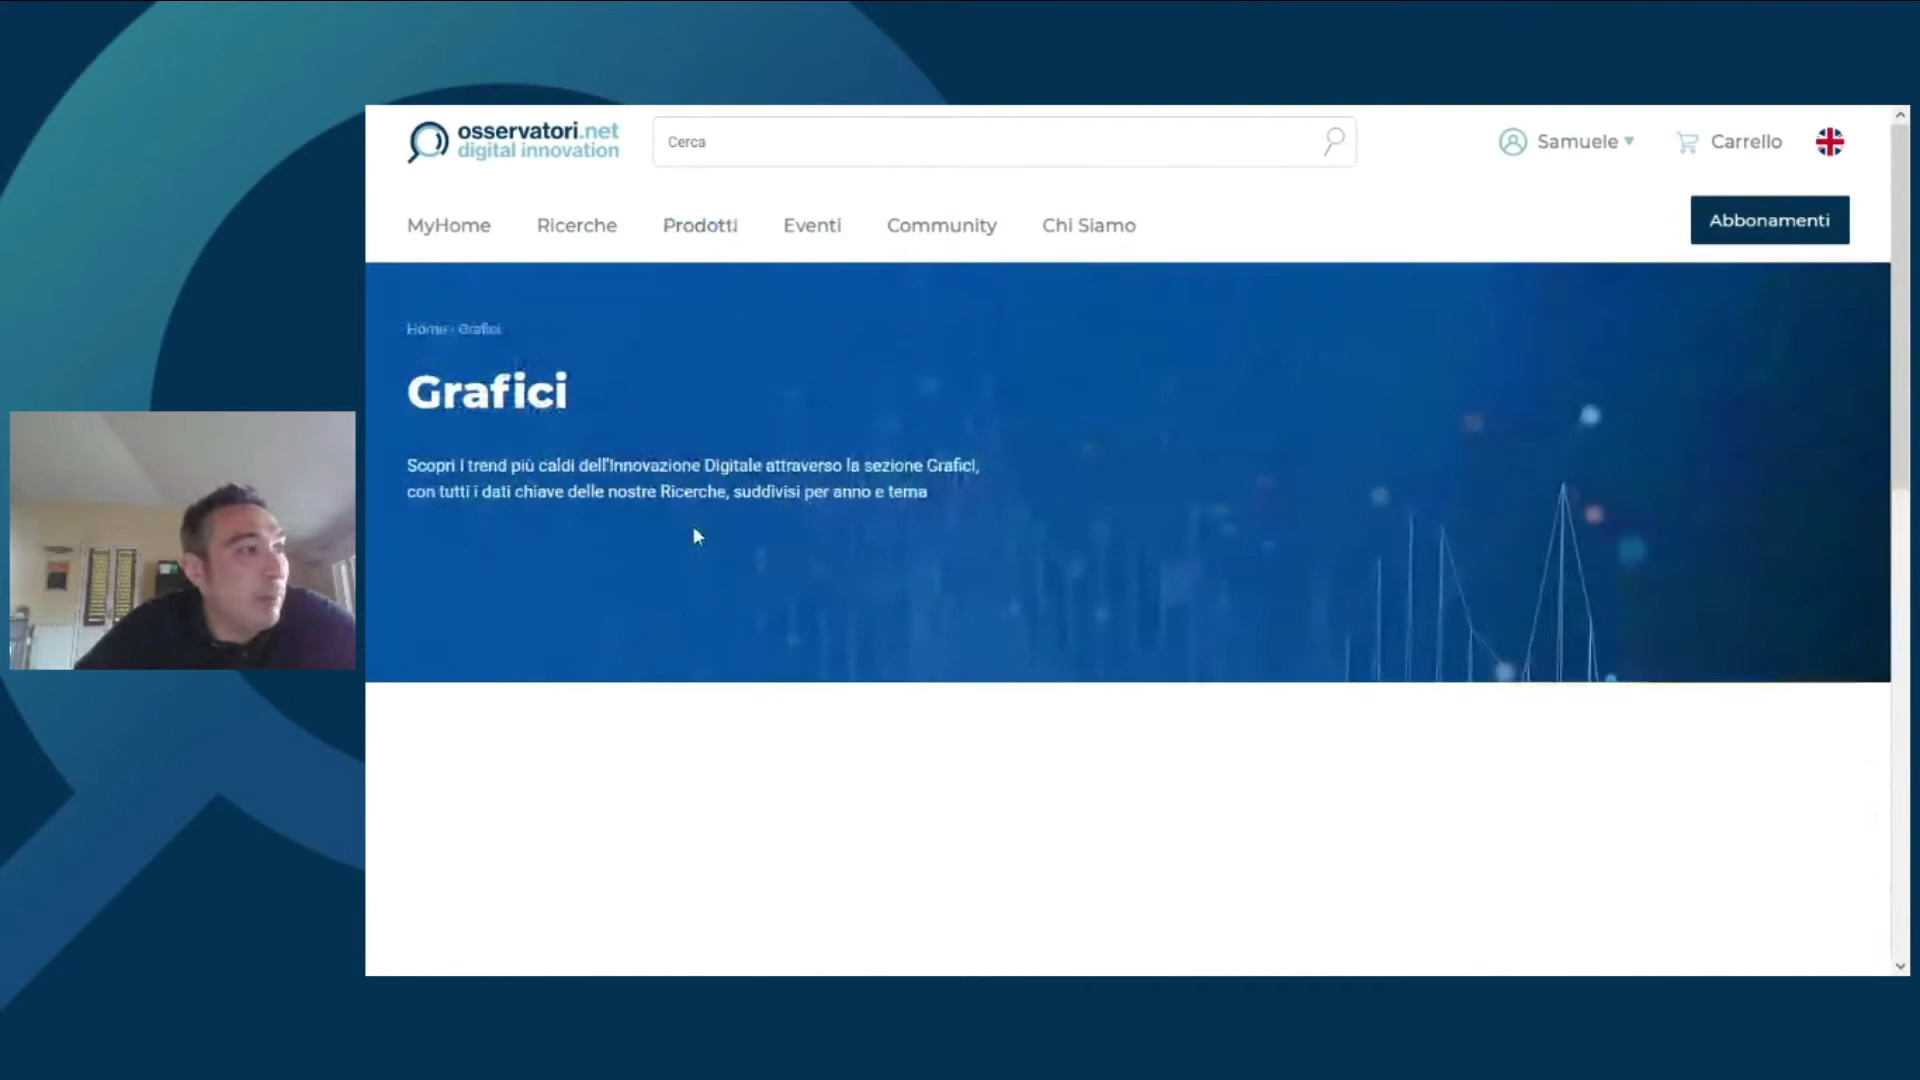 osservatori.net
digital innovation
Cerca
Samuele
Carrello
MyHome
Ricerche
Prodotti
Eventi
Community
Chi Siamo
Abbonamenti
Home › Grafici
Grafici
Scopri i trend più caldi dell'Innovazione Digitale attraverso la sezione Grafici,
con tutti i dati chiave delle nostre Ricerche, suddivisi per anno e tema